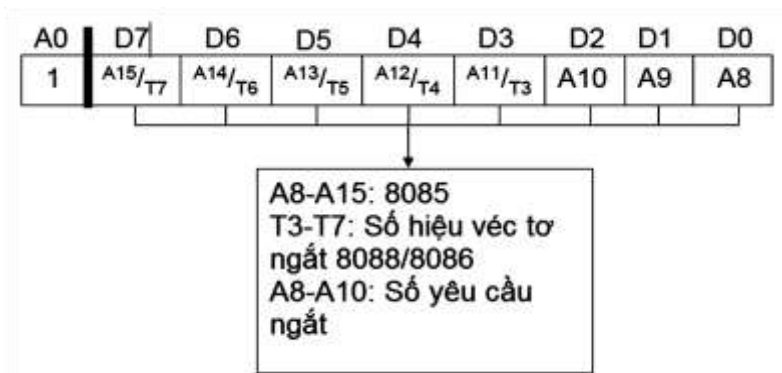 A0 D7 D6 D5 D4 D3 D2 D1 D0
1 A15/T7 A14/T6 A13/T5 A12/T4 A11/T3 A10 A9 A8
A8-A15: 8085
T3-T7: Số hiệu véc tơ
ngắt 8088/8086
A8-A10: Số yêu cầu
ngắt